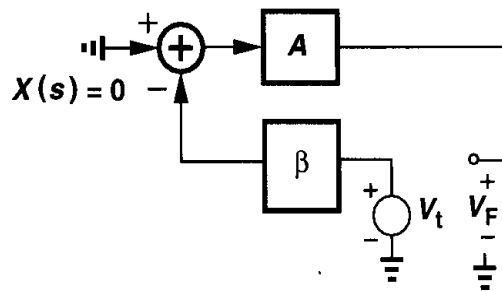 +
+
A
X(s) = 0
−
β
+
−
V_t
+
V_F
−